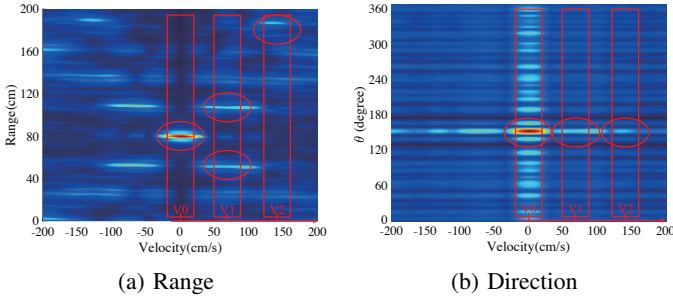 200
160
120
80
40
0
Range(cm)
V0 V1 V2
-200 -150 -100 -50 0 50 100 150 200
Velocity(cm/s)
(a) Range
360
300
240
180
120
60
0
θ (degree)
V0 V1 V2
-200 -150 -100 -50 0 50 100 150 200
Velocity(cm/s)
(b) Direction